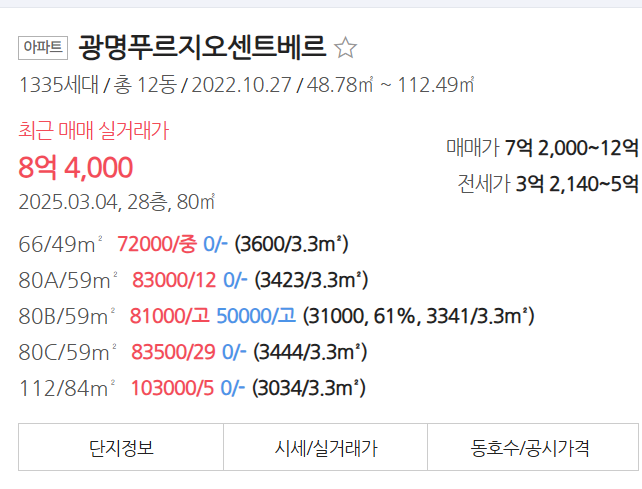 아파트 광명푸르지오센트베르
1335세대 / 총 12동 / 2022.10.27 / 48.78㎡ ~ 112.49㎡
최근 매매 실거래가
8억 4,000
2025.03.04, 28층, 80㎡
매매가 7억 2,000~12억
전세가 3억 2,140~5억
66/49m² 72000/중 0/- (3600/3.3m²)
80A/59m² 83000/12 0/- (3423/3.3m²)
80B/59m² 81000/고 50000/고 (31000, 61%, 3341/3.3m²)
80C/59m² 83500/29 0/- (3444/3.3m²)
112/84m² 103000/5 0/- (3034/3.3m²)
단지정보 시세/실거래가 동호수/공시가격